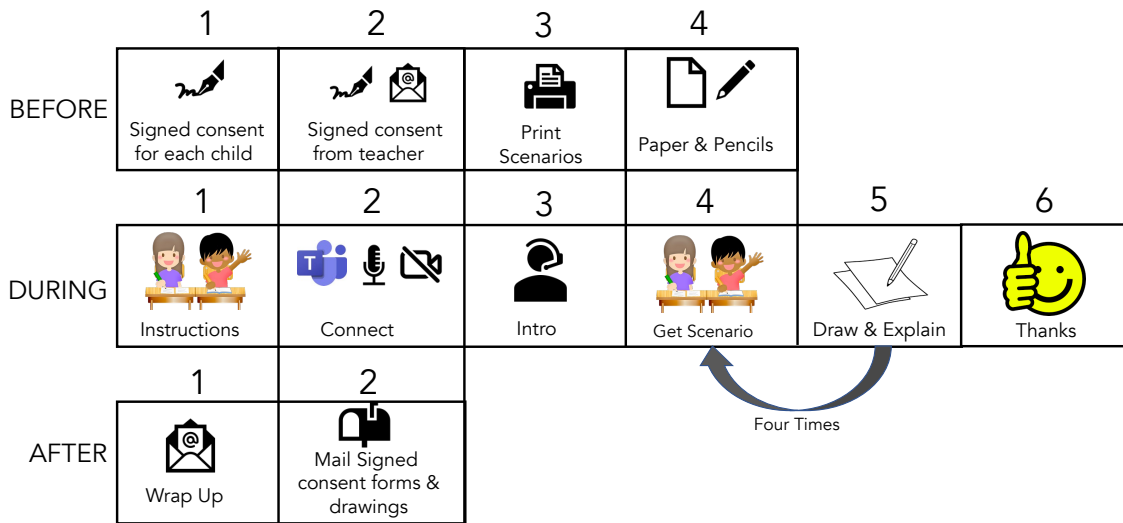 1 2 3 4
BEFORE
Signed consent
for each child
@
Signed consent
from teacher
Print
Scenarios
Paper & Pencils
1 2 3 4 5 6
DURING
Instructions
T
Connect
Intro
Get Scenario
Draw & Explain
Thanks
Four Times
1 2
AFTER
@
Wrap Up
Mail Signed
consent forms &
drawings